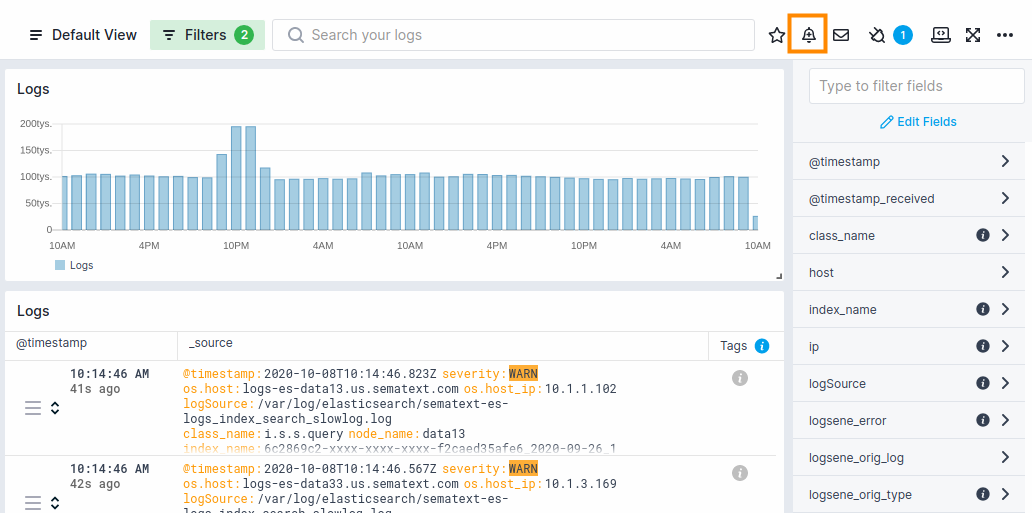 Default View
Filters 2
Search your logs
1
Logs
200tys.
150tys.
100tys.
50tys.
0
10AM 4PM 10PM 4AM 10AM 4PM 10PM 4AM 10AM
Logs
Type to filter fields
Edit Fields
@timestamp
@timestamp_received
class_name
host
index_name
ip
logSource
logsene_error
logsene_orig_log
logsene_orig_type
Logs
@timestamp _source Tags
10:14:46 AM
41s ago
@timestamp:2020-10-08T10:14:46.823Z severity:WARN
os.host:logs-es-data13.us.sematext.com os.host_ip:10.1.1.102
logSource:/var/log/elasticsearch/sematext-es-
logs_index_search_slowlog.log
class_name:i.s.s.query node_name:data13
index_name:6c2869c2-xxxx-xxxx-xxxx-f2caed35afe6_2020-09-26_1
10:14:46 AM
42s ago
@timestamp:2020-10-08T10:14:46.567Z severity:WARN
os.host:logs-es-data33.us.sematext.com os.host_ip:10.1.3.169
logSource:/var/log/elasticsearch/sematext-es-
logs_index_search_slowlog.log